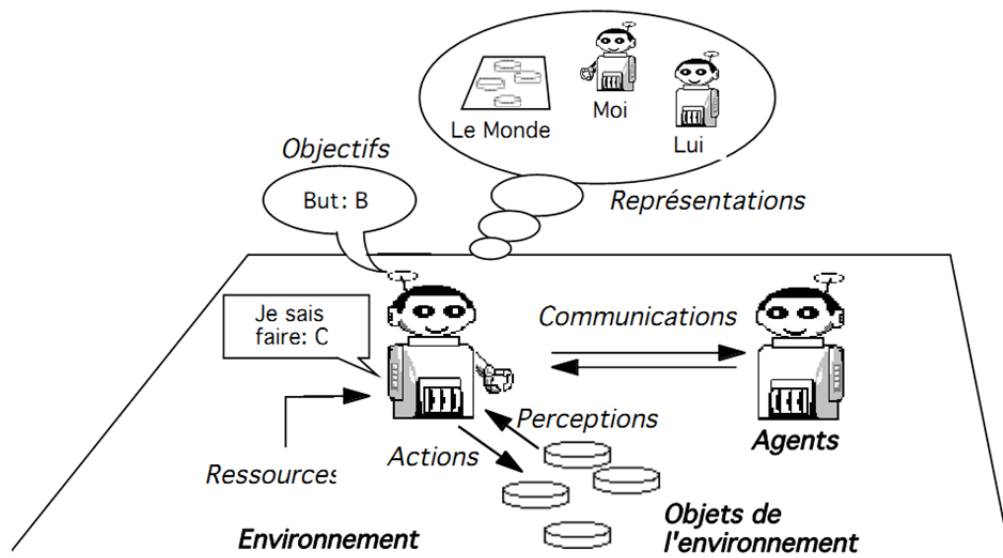 Le Monde
Moi
Lui
Objectifs
But: B
Représentations
Je sais
faire: C
Communications
Perceptions
Actions
Agents
Ressources
Environnement
Objets de
l'environnement